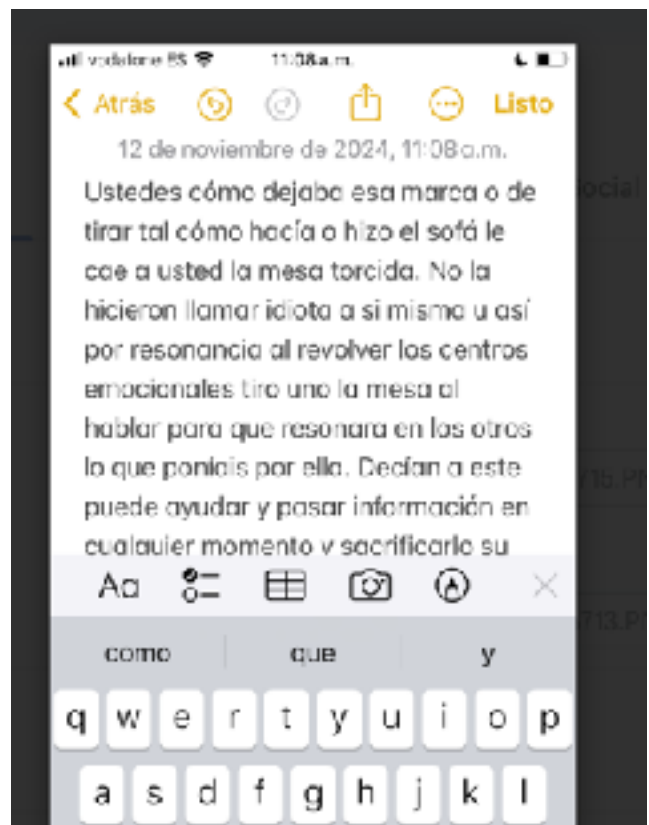 vodafone ES 11:08 a.m.
Atrás Listo
12 de noviembre de 2024, 11:08 a.m.
Ustedes cómo dejaba esa marca o de
ocial
tirar tal cómo hacía o hizo el sofá le
cae a usted la mesa torcida. No la
hicieron llamar idiota a si misma u así
por resonancia al revolver los centros
emocionales tiro uno la mesa al
hablar para que resonara en los otros
lo que poníais por ella. Decían a este
715.PN
puede ayudar y pasar información en
cualquier momento y sacrificarlo su
Aa
713.P
como que y
q w e r t y u i o p
a s d f g h j k l